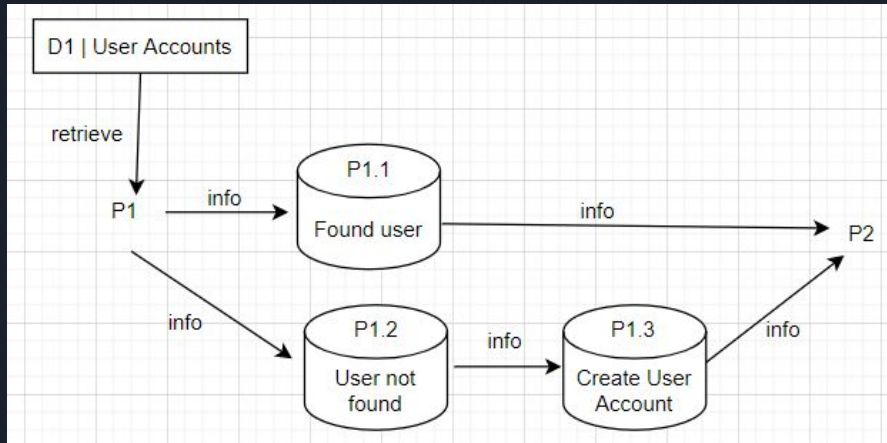 D1 | User Accounts
retrieve
P1
info
P1.1
Found user
info
P2
info
P1.2
User not
found
info
P1.3
Create User
Account
info